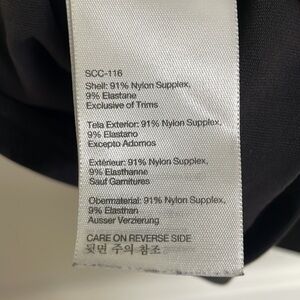 SCC-116
Shell: 91% Nylon Supplex,
9% Elastane
Exclusive of Trims
Tela Exterior: 91% Nylon Supplex,
9% Elastano
Excepto Adornos
Extérieur: 91% Nylon Supplex,
9% Elasthanne
Sauf Garnitures
Obermaterial: 91% Nylon Supplex,
9% Elasthan
Ausser Verzierung
CARE ON REVERSE SIDE
뒷면 주의 참조